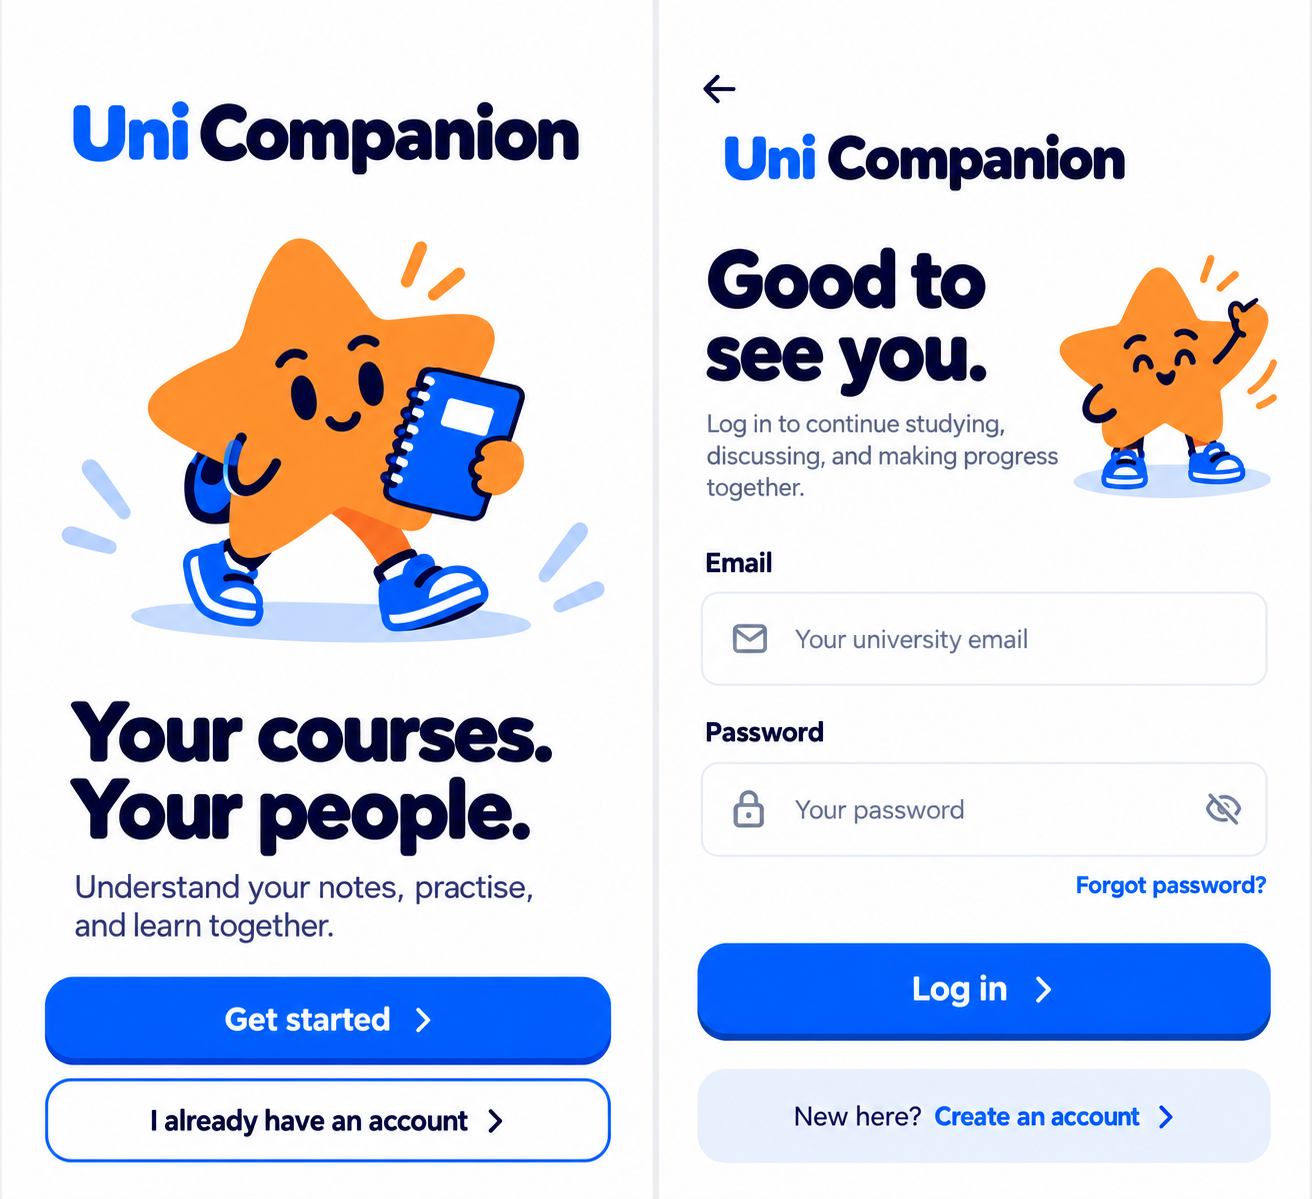 Uni Companion
Your courses.
Your people.
Understand your notes, practise,
and learn together.
Get started
I already have an account
Uni Companion
Good to
see you.
Log in to continue studying,
discussing, and making progress
together.
Email
Your university email
Password
Your password
Forgot password?
Log in
New here? Create an account